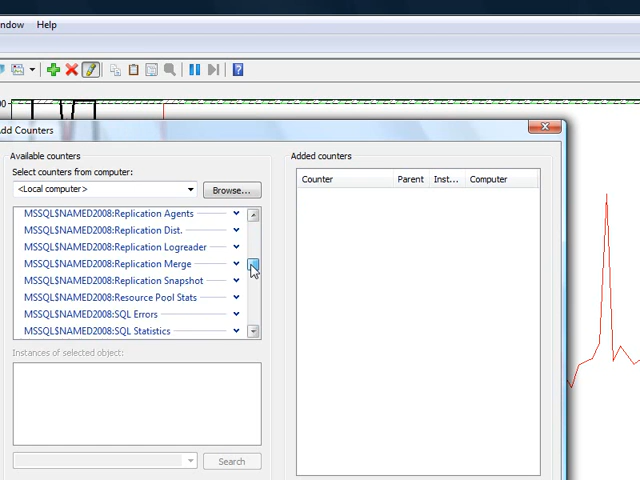 ndow Help
00
dd Counters
Available counters
Added counters
Select counters from computer:
<Local computer>
Browse...
Counter Parent Inst... Computer
MSSQL$NAMED2008:Replication Agents
MSSQL$NAMED2008:Replication Dist.
MSSQL$NAMED2008:Replication Logreader
MSSQL$NAMED2008:Replication Merge
MSSQL$NAMED2008:Replication Snapshot
MSSQL$NAMED2008:Resource Pool Stats
MSSQL$NAMED2008:SQL Errors
MSSQL$NAMED2008:SQL Statistics
Instances of selected object:
Search